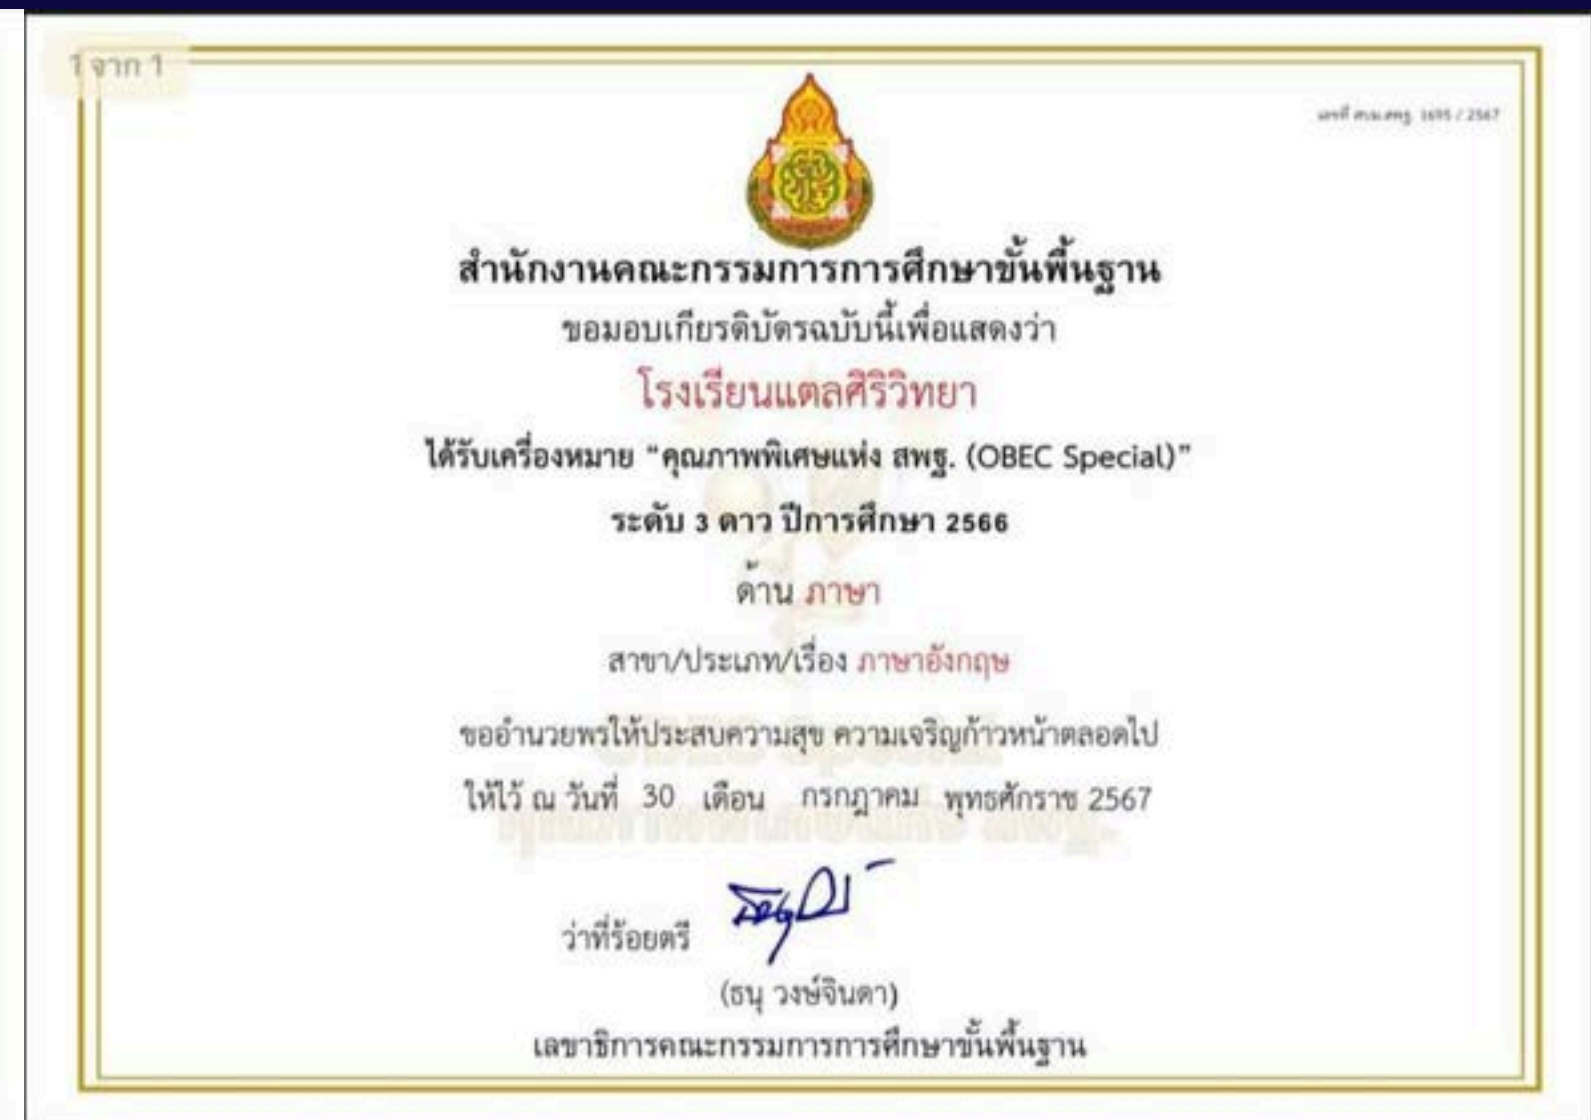 1 จาก 1
1695 / 2567
สำนักงานคณะกรรมการการศึกษาขั้นพื้นฐาน
ขอมอบเกียรติบัตรฉบับนี้เพื่อแสดงว่า
โรงเรียนแตลศิริวิทยา
ได้รับเครื่องหมาย “คุณภาพพิเศษแห่ง สพฐ. (OBEC Special)”
ระดับ 3 ดาว ปีการศึกษา 2566
ด้าน ภาษา
สาขา/ประเภท/เรื่อง ภาษาอังกฤษ
ขออำนวยพรให้ประสบความสุข ความเจริญก้าวหน้าตลอดไป
ให้ไว้ ณ วันที่ 30 เดือน กรกฎาคม พุทธศักราช 2567
ว่าที่ร้อยตรี
(ธนุ วงษ์จินดา)
เลขาธิการคณะกรรมการการศึกษาขั้นพื้นฐาน